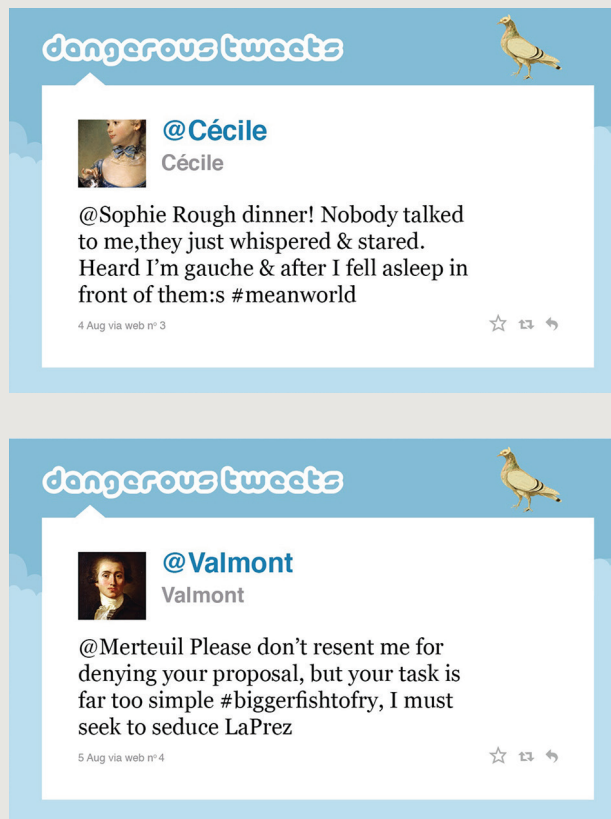 dangerous tweets
@Cécile
Cécile
@Sophie Rough dinner! Nobody talked
to me,they just whispered & stared.
Heard I’m gauche & after I fell asleep in
front of them:s #meanworld
4 Aug via web nº 3
dangerous tweets
@Valmont
Valmont
@Merteuil Please don’t resent me for
denying your proposal, but your task is
far too simple #biggerfishtofry, I must
seek to seduce LaPrez
5 Aug via web nº 4